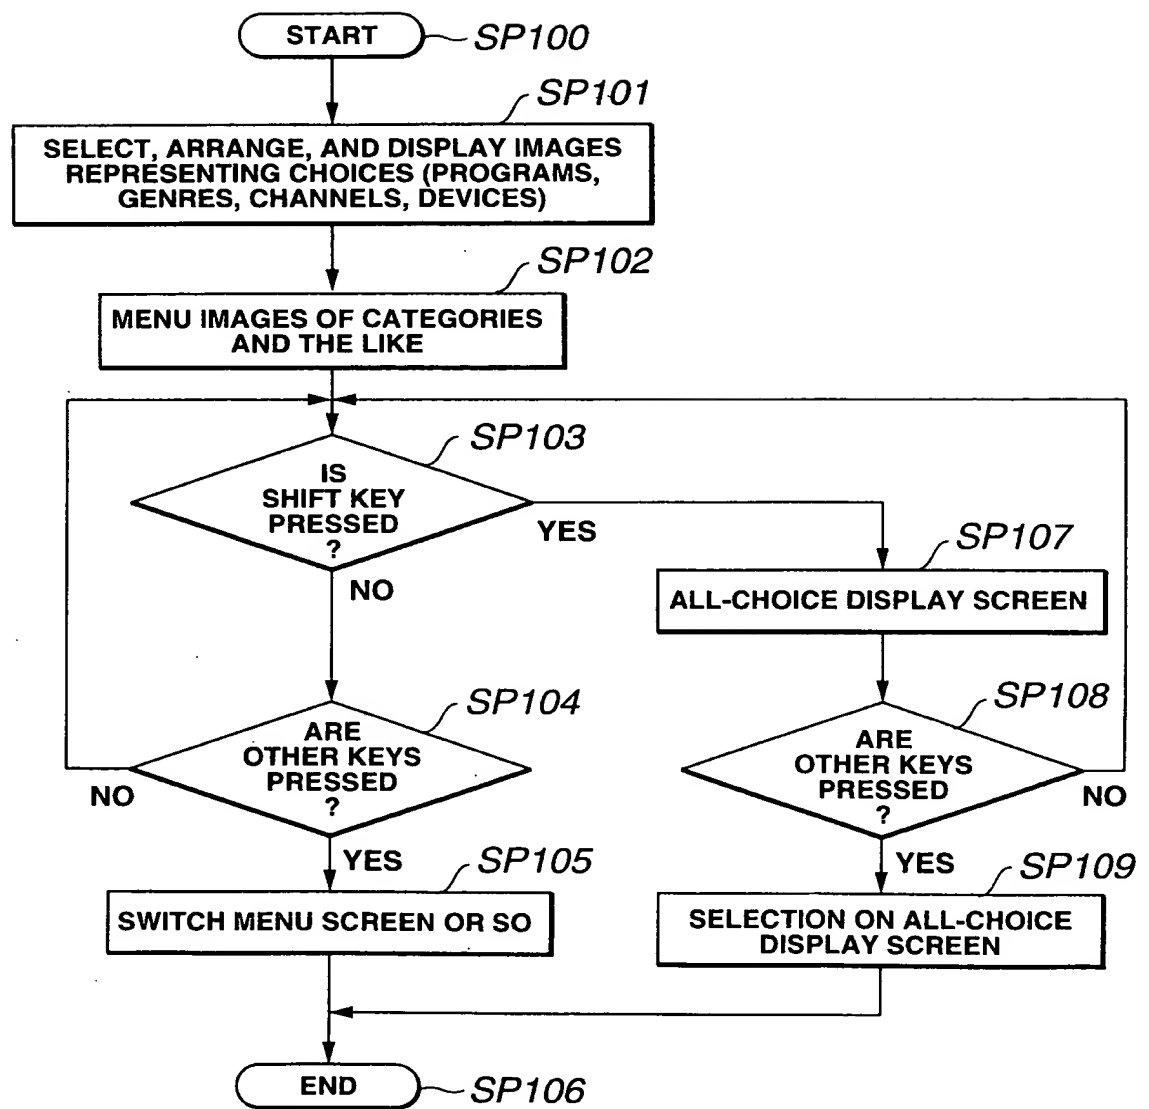 START
SP100
SP101
SELECT, ARRANGE, AND DISPLAY IMAGES
REPRESENTING CHOICES (PROGRAMS,
GENRES, CHANNELS, DEVICES)
SP102
MENU IMAGES OF CATEGORIES
AND THE LIKE
SP103
IS
SHIFT KEY
PRESSED
?
YES
NO
SP107
ALL-CHOICE DISPLAY SCREEN
SP104
ARE
OTHER KEYS
PRESSED
?
NO
YES
SP108
ARE
OTHER KEYS
PRESSED
?
NO
YES
SP105
SWITCH MENU SCREEN OR SO
SP109
SELECTION ON ALL-CHOICE
DISPLAY SCREEN
END
SP106